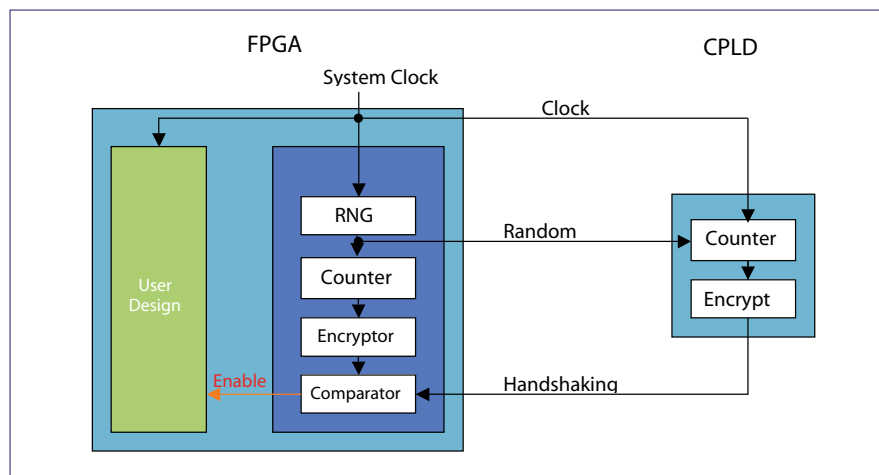 FPGA
CPLD
System Clock
Clock
RNG
Random
Counter
Counter
User
Design
Encrypt
Encryptor
Enable
Comparator
Handshaking